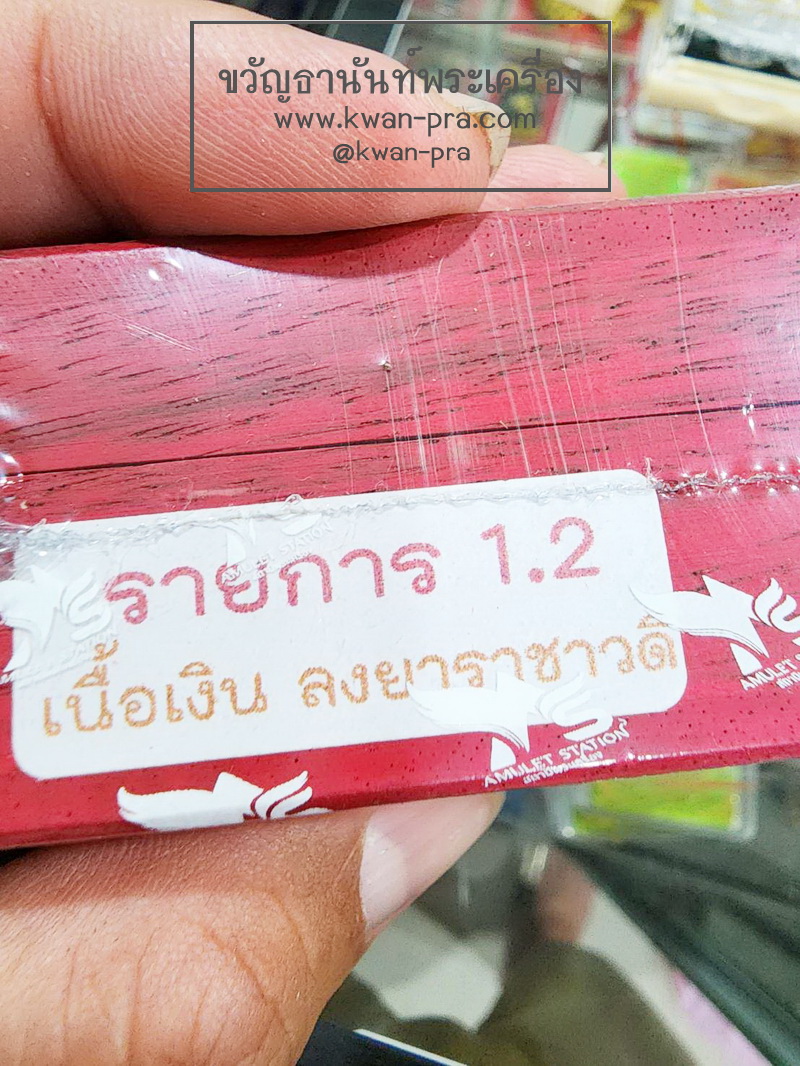 ขวัญธานันท์พระเครื่อง
www.kwan-pra.com
@kwan-pra
รายการ 1.2
เนื้อเงิน ลงยาราชาวดี
AMULET STATION
AMULET STATION
AMULET S